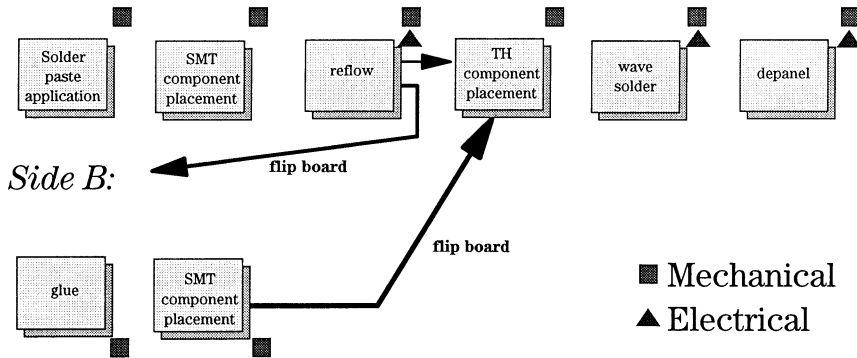 Solder
paste
application
SMT
component
placement
reflow
TH
component
placement
wave
solder
depanel
flip board
Side B:
flip board
glue
SMT
component
placement
Mechanical
Electrical